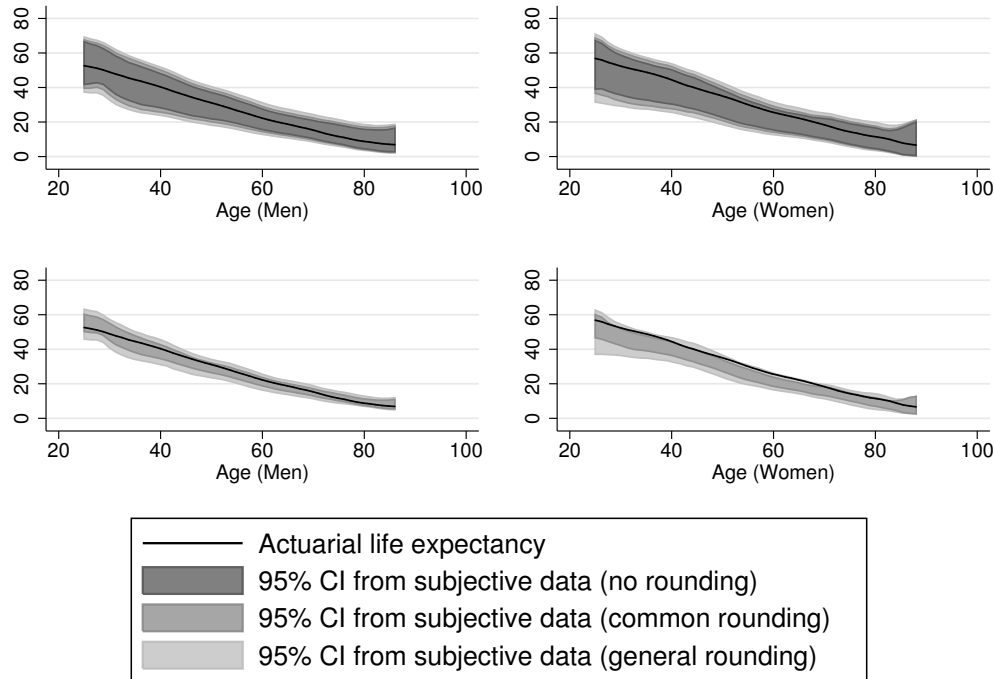 80
60
40
20
0
20 40 60 80 100
Age (Men)
80
60
40
20
0
20 40 60 80 100
Age (Women)
80
60
40
20
0
20 40 60 80 100
Age (Men)
80
60
40
20
0
20 40 60 80 100
Age (Women)
Actuarial life expectancy
95% CI from subjective data (no rounding)
95% CI from subjective data (common rounding)
95% CI from subjective data (general rounding)